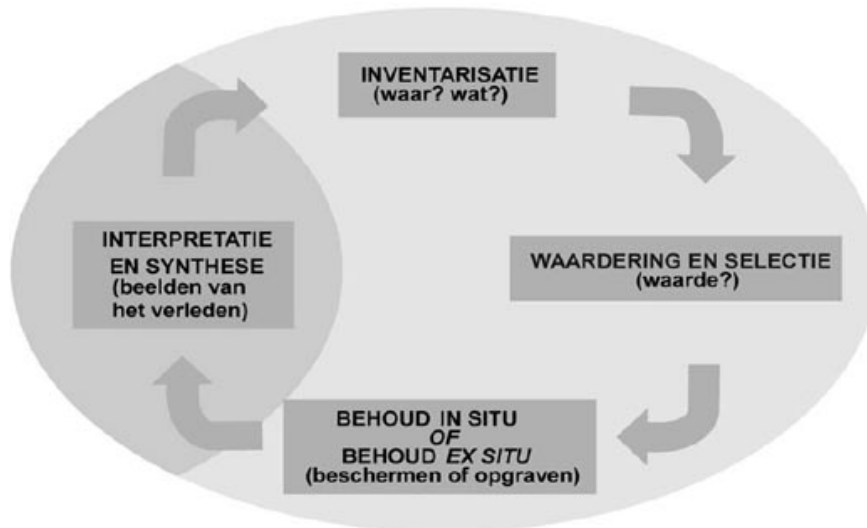 INVENTARISATIE
(waar? wat?)
WAARDERING EN SELECTIE
(waarde?)
BEHOUD IN SITU
OF
BEHOUD EX SITU
(beschermen of opgraven)
INTERPRETATIE
EN SYNTHESE
(beelden van
het verleden)